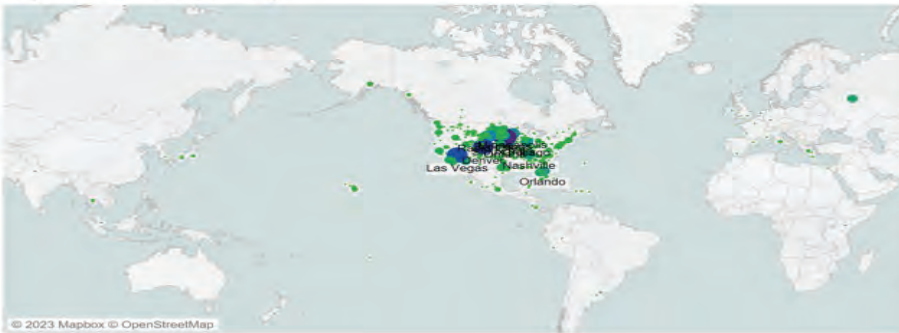 Denver
Las Vegas
Nashville
Orlando
© 2023 Mapbox © OpenStreetMap